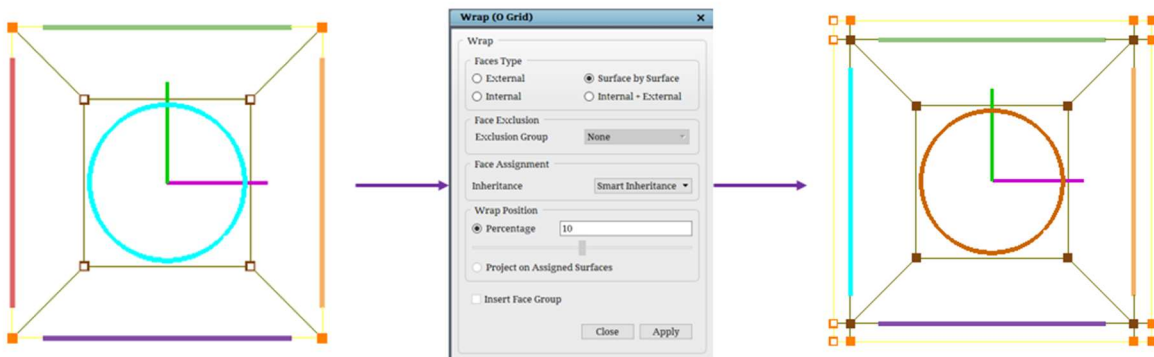 Wrap (O Grid)
Wrap
Faces Type
External
Surface by Surface
Internal
Internal + External
Face Exclusion
Exclusion Group
None
Face Assignment
Inheritance
Smart Inheritance
Wrap Position
Percentage
10
Project on Assigned Surfaces
Insert Face Group
Close
Apply